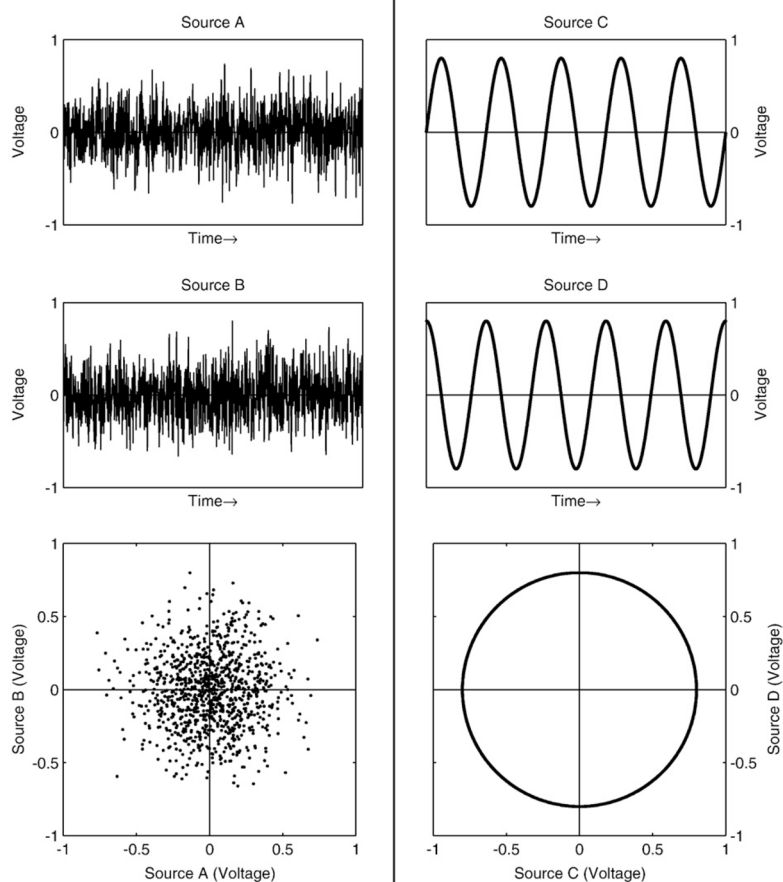 Source A
1
0
-1
Voltage
Time→
Source B
1
0
-1
Voltage
Time→
1
0.5
0
-0.5
-1
Source B (Voltage)
-1
-0.5
0
0.5
1
Source A (Voltage)
Source C
1
0
-1
Voltage
Time→
Source D
1
0
-1
Voltage
Time→
1
0.5
0
-0.5
-1
Source D (Voltage)
-1
-0.5
0
0.5
1
Source C (Voltage)